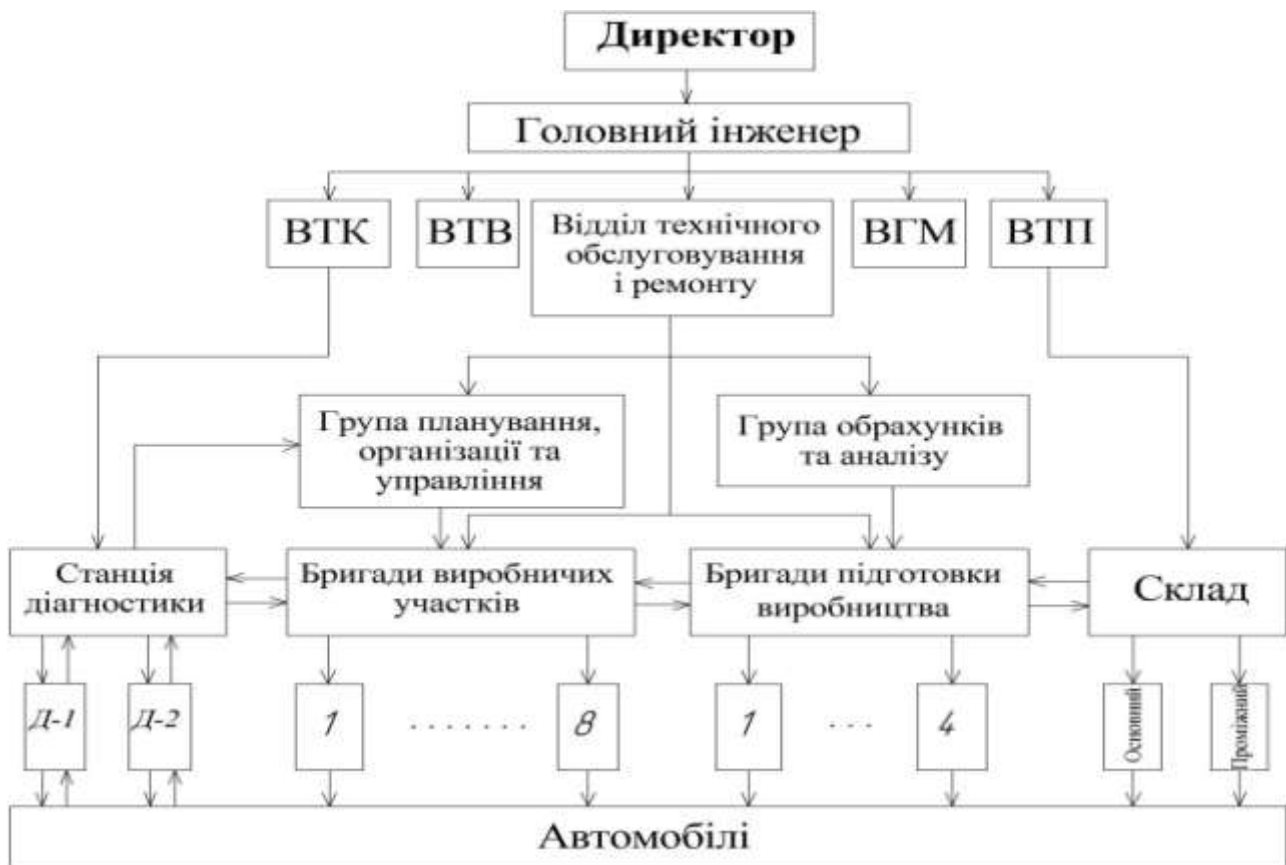 Директор
Головний інженер
ВТК
ВТВ
Відділ технічного
обслуговування
і ремонту
ВГМ
ВТП
Група планування,
організації та
управління
Група обрахунків
та аналізу
Станція
діагностики
Бригади виробничих
участків
Бригади підготовки
виробництва
Склад
Д-1
Д-2
1
. . . . . . .
8
1
. . .
4
Основний
Проміжний
Автомобілі